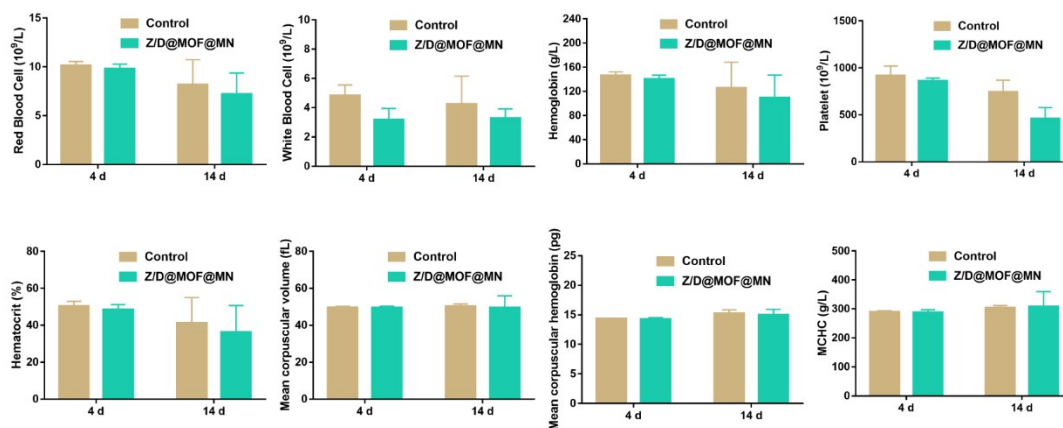 Control
Z/D@MOF@MN
Red Blood Cell (10⁹/L)
15
10
5
0
4 d
14 d
Control
Z/D@MOF@MN
White Blood Cell (10⁹/L)
10
8
6
4
2
0
4 d
14 d
Control
Z/D@MOF@MN
Hemoglobin (g/L)
240
200
160
120
80
40
0
4 d
14 d
Control
Z/D@MOF@MN
Platelet (10⁹/L)
1500
1000
500
0
4 d
14 d
Control
Z/D@MOF@MN
Hematocrit (%)
80
60
40
20
0
4 d
14 d
Control
Z/D@MOF@MN
Mean corpuscular volume (fL)
80
60
40
20
0
4 d
14 d
Control
Z/D@MOF@MN
Mean corpuscular hemoglobin (pg)
25
20
15
10
5
0
4 d
14 d
Control
Z/D@MOF@MN
MCHC (g/L)
500
400
300
200
100
0
4 d
14 d